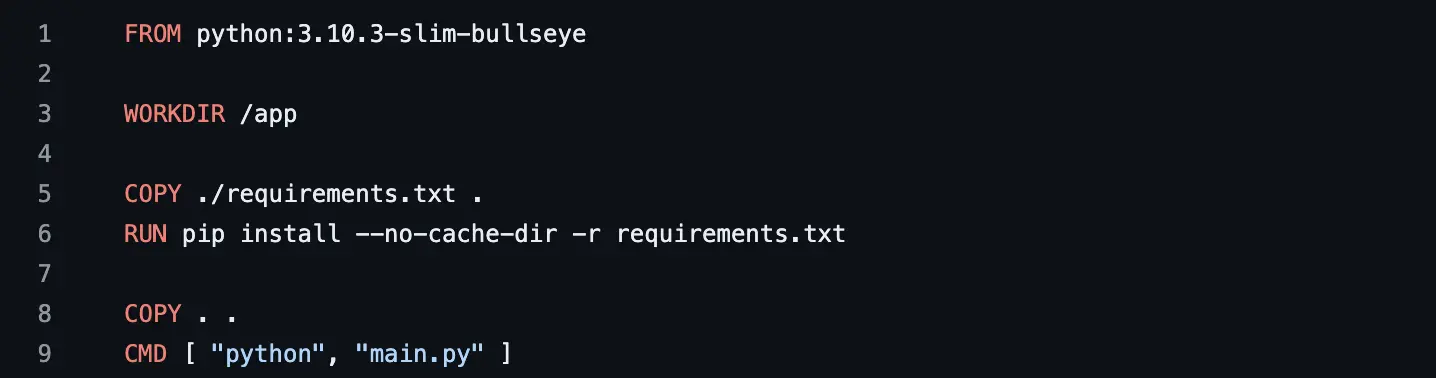 1 FROM python:3.10.3-slim-bullseye
2
3 WORKDIR /app
4
5 COPY ./requirements.txt .
6 RUN pip install --no-cache-dir -r requirements.txt
7
8 COPY . .
9 CMD [ "python", "main.py" ]